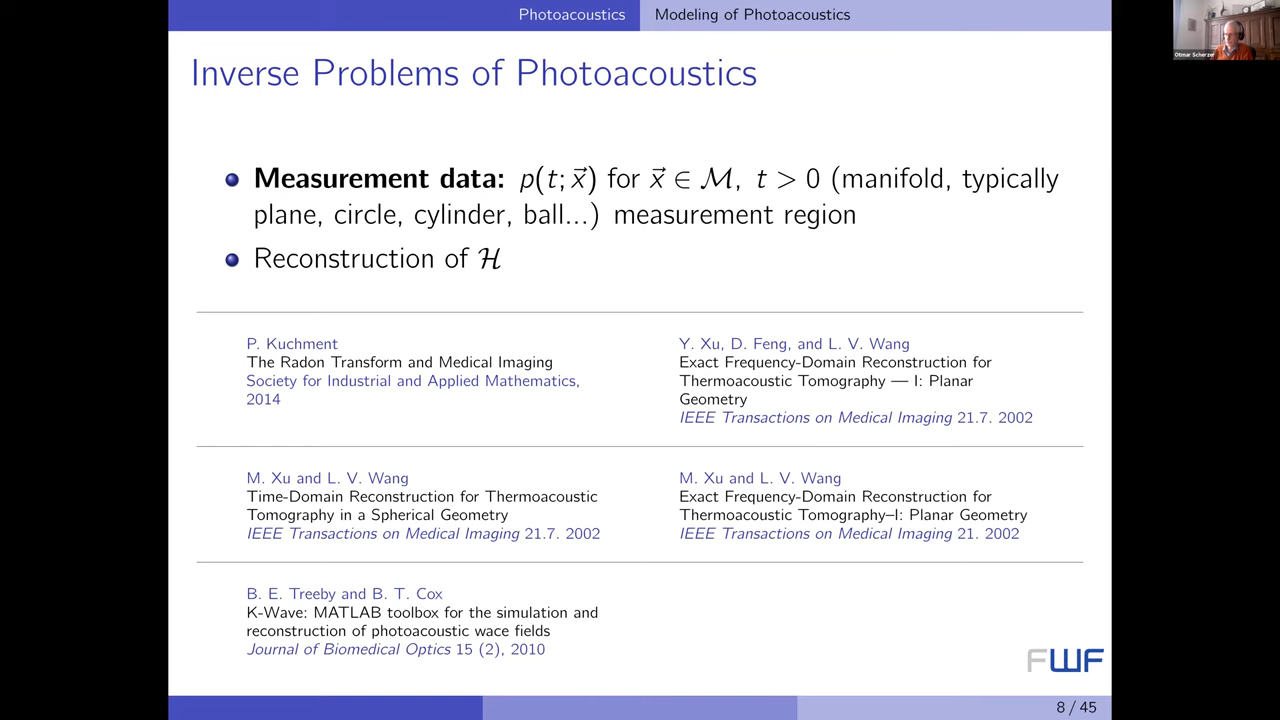 Photoacoustics
Modeling of Photoacoustics
Otmar Scherzer
Inverse Problems of Photoacoustics
Measurement data: p(t; x⃗) for x⃗ ∈ ℳ, t > 0 (manifold, typically
plane, circle, cylinder, ball...) measurement region
Reconstruction of ℋ
P. Kuchment
The Radon Transform and Medical Imaging
Society for Industrial and Applied Mathematics,
2014
Y. Xu, D. Feng, and L. V. Wang
Exact Frequency-Domain Reconstruction for
Thermoacoustic Tomography — I: Planar
Geometry
IEEE Transactions on Medical Imaging 21.7. 2002
M. Xu and L. V. Wang
Time-Domain Reconstruction for Thermoacoustic
Tomography in a Spherical Geometry
IEEE Transactions on Medical Imaging 21.7. 2002
M. Xu and L. V. Wang
Exact Frequency-Domain Reconstruction for
Thermoacoustic Tomography–I: Planar Geometry
IEEE Transactions on Medical Imaging 21. 2002
B. E. Treeby and B. T. Cox
K-Wave: MATLAB toolbox for the simulation and
reconstruction of photoacoustic wace fields
Journal of Biomedical Optics 15 (2), 2010
FWF
8 / 45